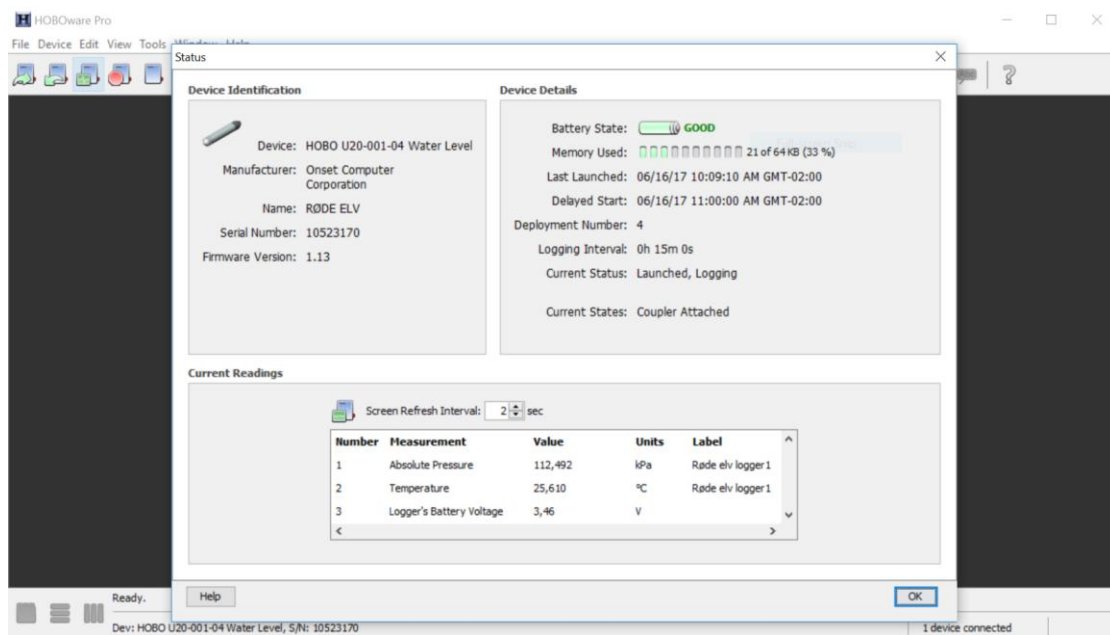 HOBOware Pro
File Device Edit View Tools Window Help
Status
Device Identification
Device: HOBO U20-001-04 Water Level
Manufacturer: Onset Computer
Corporation
Name: RØDE ELV
Serial Number: 10523170
Firmware Version: 1.13
Device Details
Battery State: GOOD
Memory Used: 21 of 64 KB (33 %)
Last Launched: 06/16/17 10:09:10 AM GMT-02:00
Delayed Start: 06/16/17 11:00:00 AM GMT-02:00
Deployment Number: 4
Logging Interval: 0h 15m 0s
Current Status: Launched, Logging
Current States: Coupler Attached
Current Readings
Screen Refresh Interval: 2 sec
Number Measurement Value Units Label
1 Absolute Pressure 112,492 kPa Røde elv logger1
2 Temperature 25,610 °C Røde elv logger1
3 Logger's Battery Voltage 3,46 V
Help OK
Ready.
Dev: HOBO U20-001-04 Water Level, S/N: 10523170 1 device connected